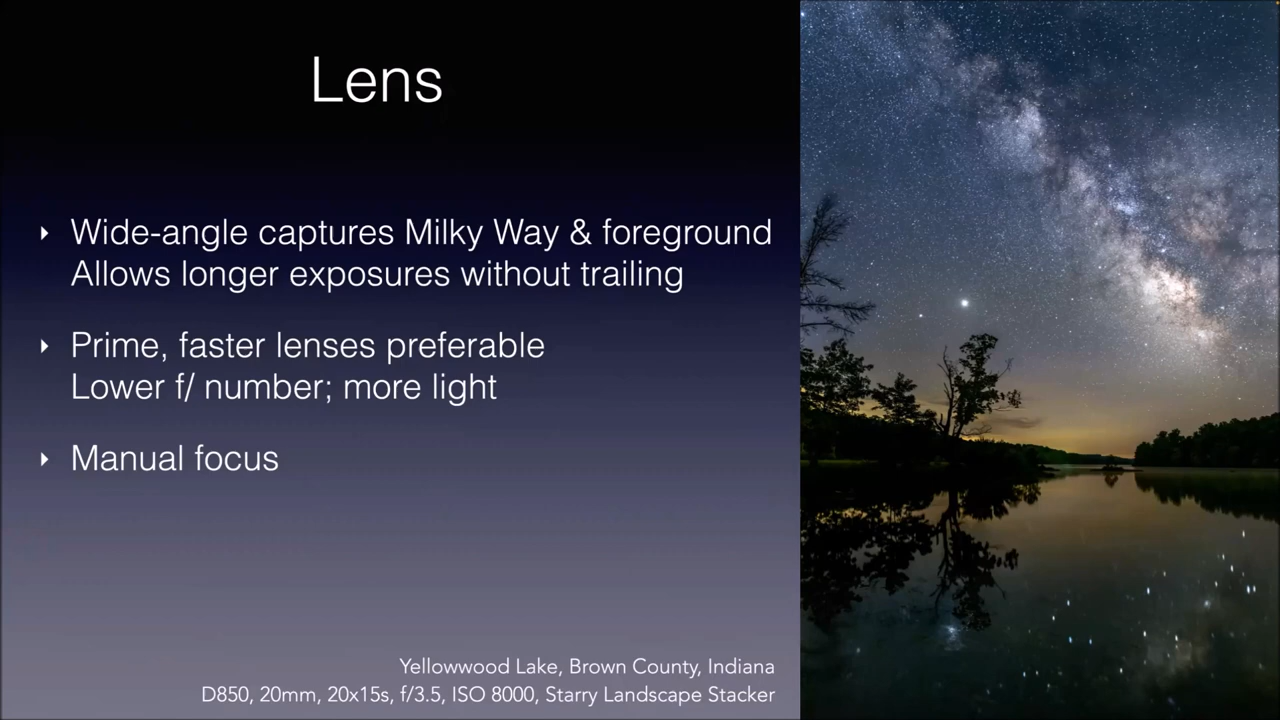 Lens
Wide-angle captures Milky Way & foreground
Allows longer exposures without trailing
Prime, faster lenses preferable
Lower f/ number; more light
Manual focus
Yellowwood Lake, Brown County, Indiana
D850, 20mm, 20x15s, f/3.5, ISO 8000, Starry Landscape Stacker